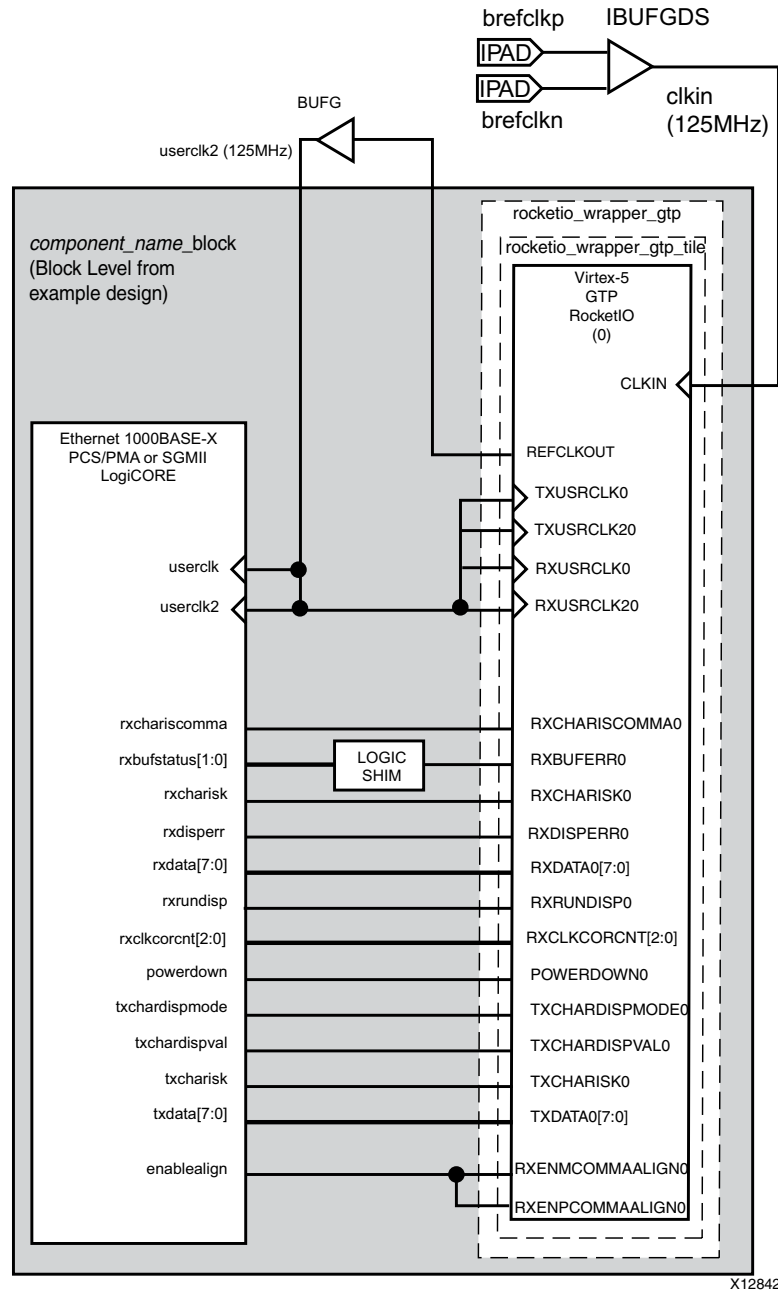 brefclkp
IBUFGDS
IPAD
IPAD
brefclkn
clkin
(125MHz)
BUFG
userclk2 (125MHz)
component_name_block
(Block Level from
example design)
rocketio_wrapper_gtp
rocketio_wrapper_gtp_tile
Virtex-5
GTP
RocketIO
(0)
CLKIN
Ethernet 1000BASE-X
PCS/PMA or SGMII
LogiCORE
REFCLKOUT
TXUSRCLK0
TXUSRCLK20
userclk
RXUSRCLK0
userclk2
RXUSRCLK20
rxchariscomma
RXCHARISCOMMA0
rxbufstatus[1:0]
LOGIC
SHIM
RXBUFERR0
rxcharisk
RXCHARISK0
rxdisperr
RXDISPERR0
rxdata[7:0]
RXDATA0[7:0]
rxrundisp
RXRUNDISP0
rxclkcorcnt[2:0]
RXCLKCORCNT[2:0]
powerdown
POWERDOWN0
txchardispmode
TXCHARDISPMODE0
txchardispval
TXCHARDISPVAL0
txcharisk
TXCHARISK0
txdata[7:0]
TXDATA0[7:0]
enablealign
RXENMCOMMAALIGN0
RXENPCOMMAALIGN0
X12842